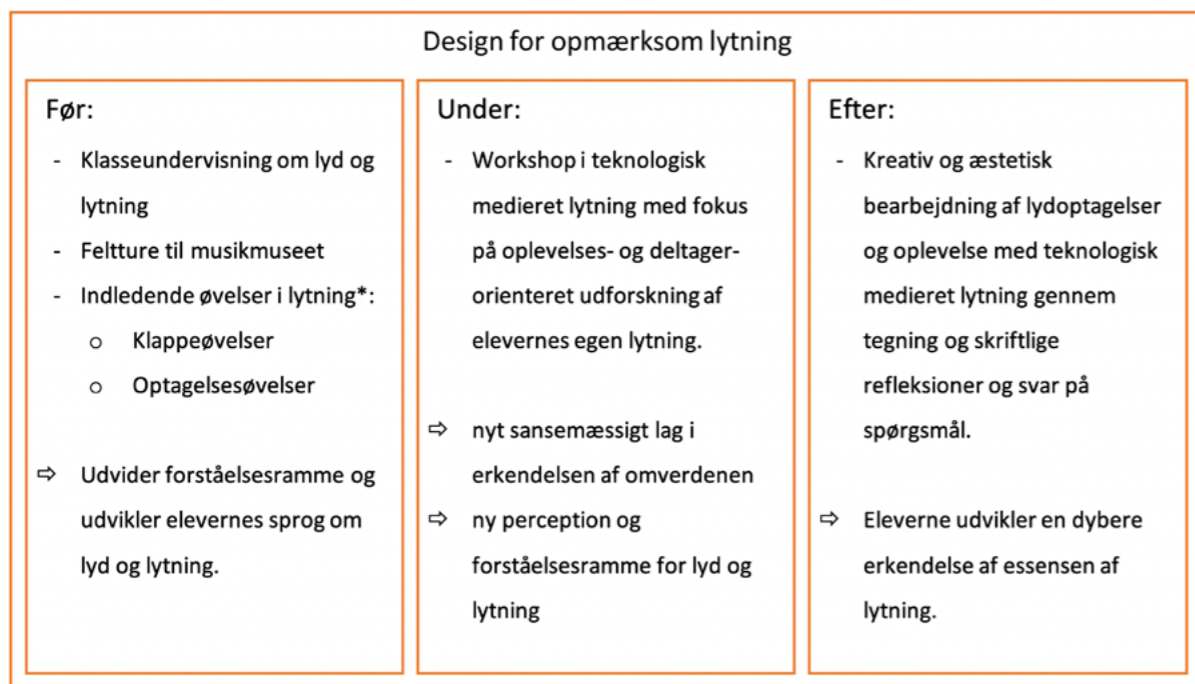 Design for opmærksom lytning
Før:
- Klasseundervisning om lyd og
lytning
- Feltture til musikmuseet
- Indledende øvelser i lytning*:
o Klappeøvelser
o Optagelsesøvelser
⇨ Udvider forståelsesramme og
udvikler elevernes sprog om
lyd og lytning.
Under:
- Workshop i teknologisk
medieret lytning med fokus
på oplevelses- og deltager-
orienteret udforskning af
elevernes egen lytning.
⇨ nyt sansemæssigt lag i
erkendelsen af omverdenen
⇨ ny perception og
forståelsesramme for lyd og
lytning
Efter:
- Kreativ og æstetisk
bearbejdning af lydoptagelser
og oplevelse med teknologisk
medieret lytning gennem
tegning og skriftlige
refleksioner og svar på
spørgsmål.
⇨ Eleverne udvikler en dybere
erkendelse af essensen af
lytning.